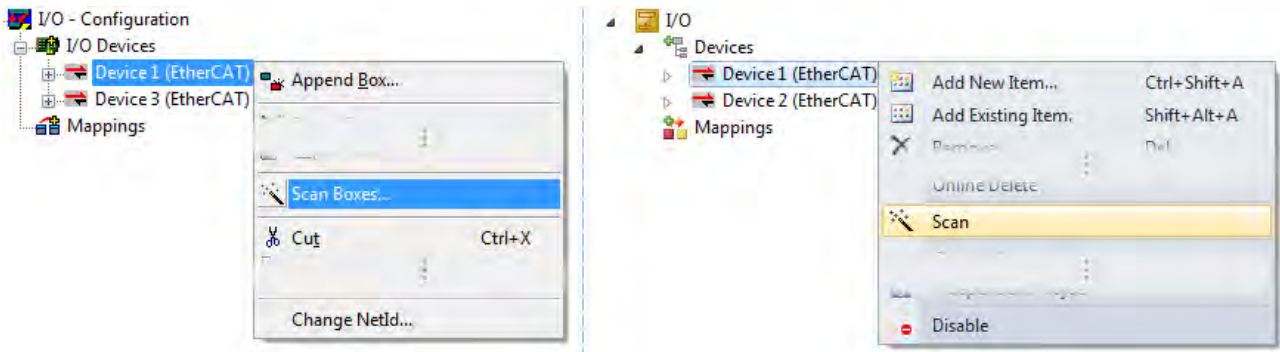 I/O - Configuration
I/O Devices
Device 1 (EtherCAT)
Device 3 (EtherCAT)
Mappings
Append Box...
Scan Boxes...
Cut Ctrl+X
Change NetId...
I/O
Devices
Device 1 (EtherCAT)
Device 2 (EtherCAT)
Mappings
Add New Item... Ctrl+Shift+A
Add Existing Item. Shift+Alt+A
Remove Del
Online Delete
Scan
Disable